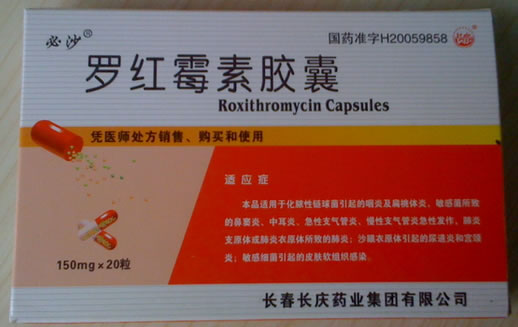 必汝®
国药准字H20059858
罗红霉素胶囊
Roxithromycin Capsules
凭医师处方销售、购买和使用
适应症
本品适用于化脓性链球菌引起的咽炎及扁桃体炎，敏感菌所致
的鼻窦炎、中耳炎、急性支气管炎、慢性支气管炎急性发作，肺炎
支原体或肺炎衣原体所致的肺炎；沙眼衣原体引起的尿道炎和宫颈
炎；敏感细菌引起的皮肤软组织感染。
150mg×20粒
长春长庆药业集团有限公司